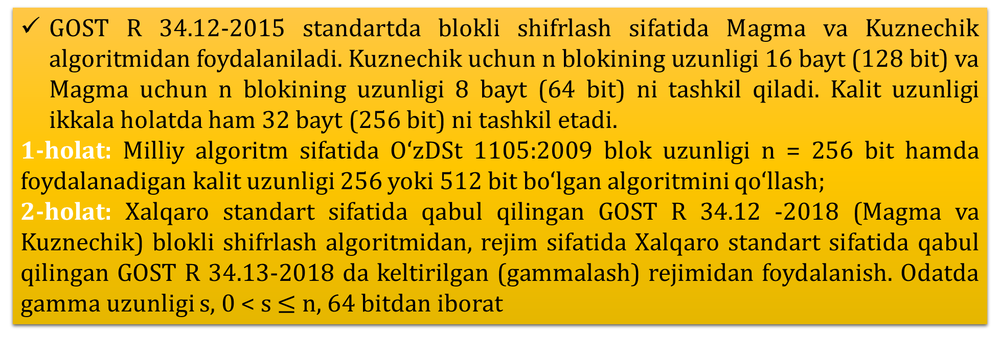 ✓ GOST R 34.12-2015 standartda blokli shifrlash sifatida Magma va Kuznechik
algoritmidan foydalaniladi. Kuznechik uchun n blokining uzunligi 16 bayt (128 bit) va
Magma uchun n blokining uzunligi 8 bayt (64 bit) ni tashkil qiladi. Kalit uzunligi
ikkala holatda ham 32 bayt (256 bit) ni tashkil etadi.
1-holat: Milliy algoritm sifatida O‘zDSt 1105:2009 blok uzunligi n = 256 bit hamda
foydalanadigan kalit uzunligi 256 yoki 512 bit bo‘lgan algoritmini qo‘llash;
2-holat: Xalqaro standart sifatida qabul qilingan GOST R 34.12 -2018 (Magma va
Kuznechik) blokli shifrlash algoritmidan, rejim sifatida Xalqaro standart sifatida qabul
qilingan GOST R 34.13-2018 da keltirilgan (gammalash) rejimidan foydalanish. Odatda
gamma uzunligi s, 0 < s ≤ n, 64 bitdan iborat